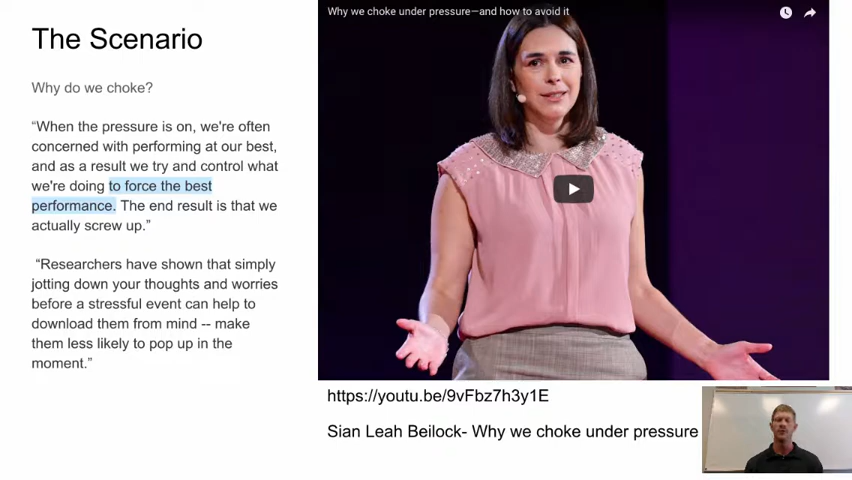 The Scenario
Why do we choke?
“When the pressure is on, we're often
concerned with performing at our best,
and as a result we try and control what
we're doing to force the best
performance. The end result is that we
actually screw up.”
“Researchers have shown that simply
jotting down your thoughts and worries
before a stressful event can help to
download them from mind -- make
them less likely to pop up in the
moment.”
Why we choke under pressure—and how to avoid it
https://youtu.be/9vFbz7h3y1E
Sian Leah Beilock- Why we choke under pressure